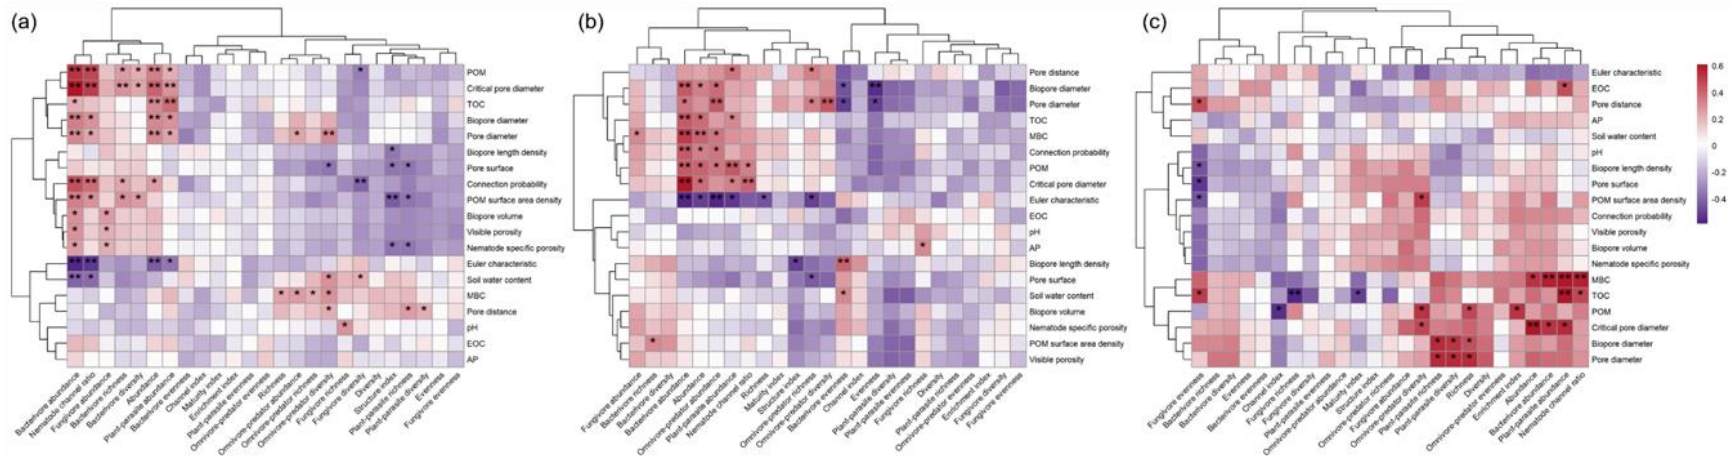 (a)
POM
Critical pore diameter
TOC
Biopore diameter
Pore diameter
Biopore length density
Pore surface
Connection probability
POM surface area density
Biopore volume
Visible porosity
Nematode specific porosity
Euler characteristic
Soil water content
MBC
Pore distance
pH
EOC
AP
Bacterivore abundance
Nematode channel ratio
Fungivore abundance
Bacterivore richness
Bacterivore diversity
Abundance
Plant-parasite abundance
Bacterivore evenness
Channel index
Maturity index
Enrichment index
Plant-parasite evenness
Omnivore-predator evenness
Richness
Omnivore-predator abundance
Omnivore-predator richness
Omnivore-predator diversity
Fungivore richness
Fungivore diversity
Diversity
Structure index
Plant-parasite richness
Plant-parasite diversity
Evenness
Fungivore evenness
(b)
Pore distance
Biopore diameter
Pore diameter
TOC
MBC
Connection probability
POM
Critical pore diameter
Euler characteristic
EOC
pH
AP
Biopore length density
Pore surface
Soil water content
Biopore volume
Nematode specific porosity
POM surface area density
Visible porosity
Fungivore abundance
Bacterivore richness
Bacterivore diversity
Bacterivore abundance
Abundance
Omnivore-predator abundance
Plant-parasite abundance
Nematode channel ratio
Richness
Maturity index
Structure index
Omnivore-predator richness
Omnivore-predator diversity
Bacterivore evenness
Channel index
Evenness
Plant-parasite diversity
Plant-parasite evenness
Fungivore richness
Diversity
Plant-parasite richness
Omnivore-predator evenness
Enrichment index
Fungivore diversity
Fungivore evenness
(c)
Euler characteristic
EOC
Pore distance
AP
Soil water content
pH
Biopore length density
Pore surface
POM surface area density
Connection probability
Visible porosity
Biopore volume
Nematode specific porosity
MBC
TOC
POM
Critical pore diameter
Biopore diameter
Pore diameter
Fungivore evenness
Bacterivore richness
Bacterivore diversity
Evenness
Bacterivore evenness
Channel index
Fungivore richness
Fungivore diversity
Plant-parasite evenness
Omnivore-predator abundance
Maturity index
Structure index
Omnivore-predator richness
Fungivore abundance
Omnivore-predator diversity
Plant-parasite richness
Plant-parasite diversity
Richness
Diversity
Omnivore-predator evenness
Enrichment index
Abundance
Bacterivore abundance
Plant-parasite abundance
Nematode channel ratio
0.6
0.4
0.2
0
-0.2
-0.4